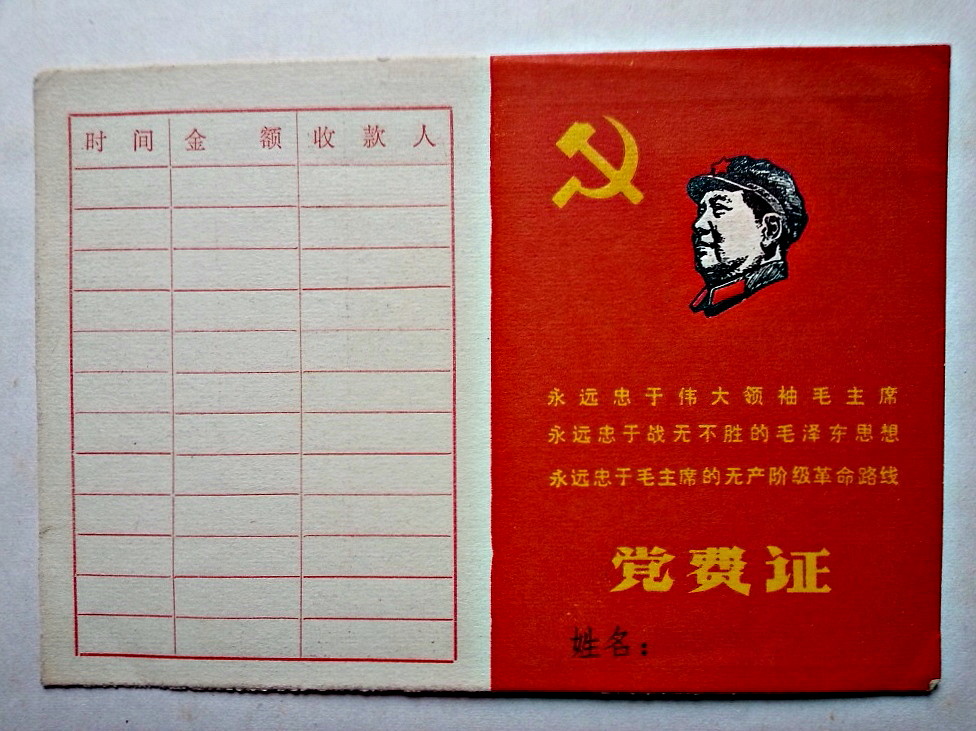 时间 金额 收款人
永远忠于伟大领袖毛主席
永远忠于战无不胜的毛泽东思想
永远忠于毛主席的无产阶级革命路线
党费证
姓名：